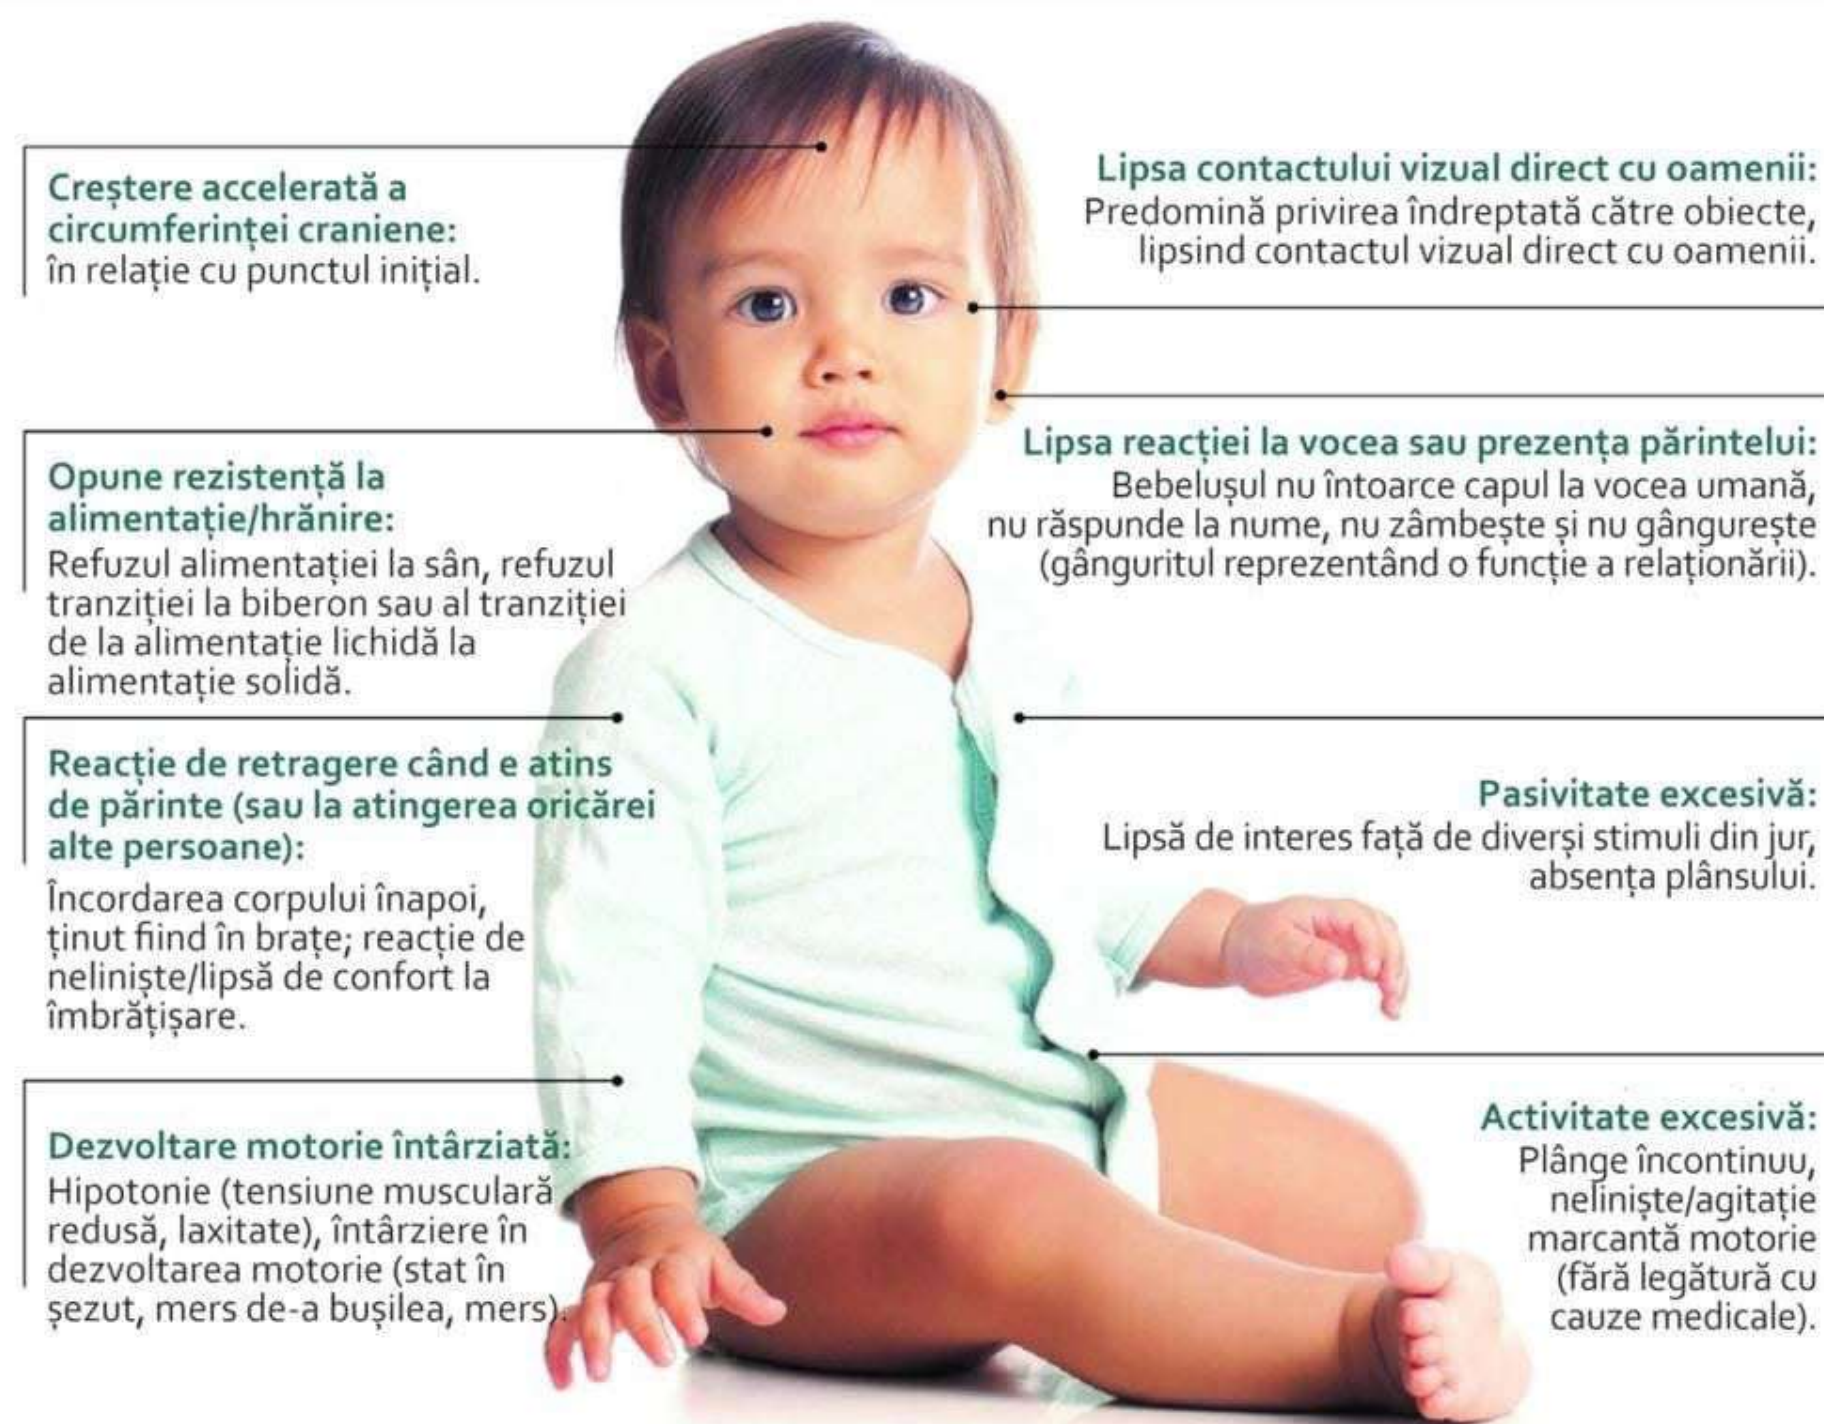 Creștere accelerată a
circumferinței craniene:
în relație cu punctul inițial.
Opune rezistență la
alimentație/hrănire:
Refuzul alimentației la sân, refuzul
tranziției la biberon sau al tranziției
de la alimentație lichidă la
alimentație solidă.
Reacție de retragere când e atins
de părinte (sau la atingerea oricărei
alte persoane):
Încordarea corpului înapoi,
ținut fiind în brațe; reacție de
neliniște/lipsă de confort la
îmbrățișare.
Dezvoltare motorie întârziată:
Hipotonie (tensiune musculară
redusă, laxitate), întârziere în
dezvoltarea motorie (stat în
șezut, mers de-a bușilea, mers).
Lipsa contactului vizual direct cu oamenii:
Predomină privirea îndreptată către obiecte,
lipsind contactul vizual direct cu oamenii.
Lipsa reacției la vocea sau prezența părintelui:
Bebelușul nu întoarce capul la vocea umană,
nu răspunde la nume, nu zâmbește și nu gângurește
(gânguritul reprezentând o funcție a relaționării).
Pasivitate excesivă:
Lipsă de interes față de diverși stimuli din jur,
absența plânsului.
Activitate excesivă:
Plânge încontinuu,
neliniște/agitație
marcantă motorie
(fără legătură cu
cauze medicale).